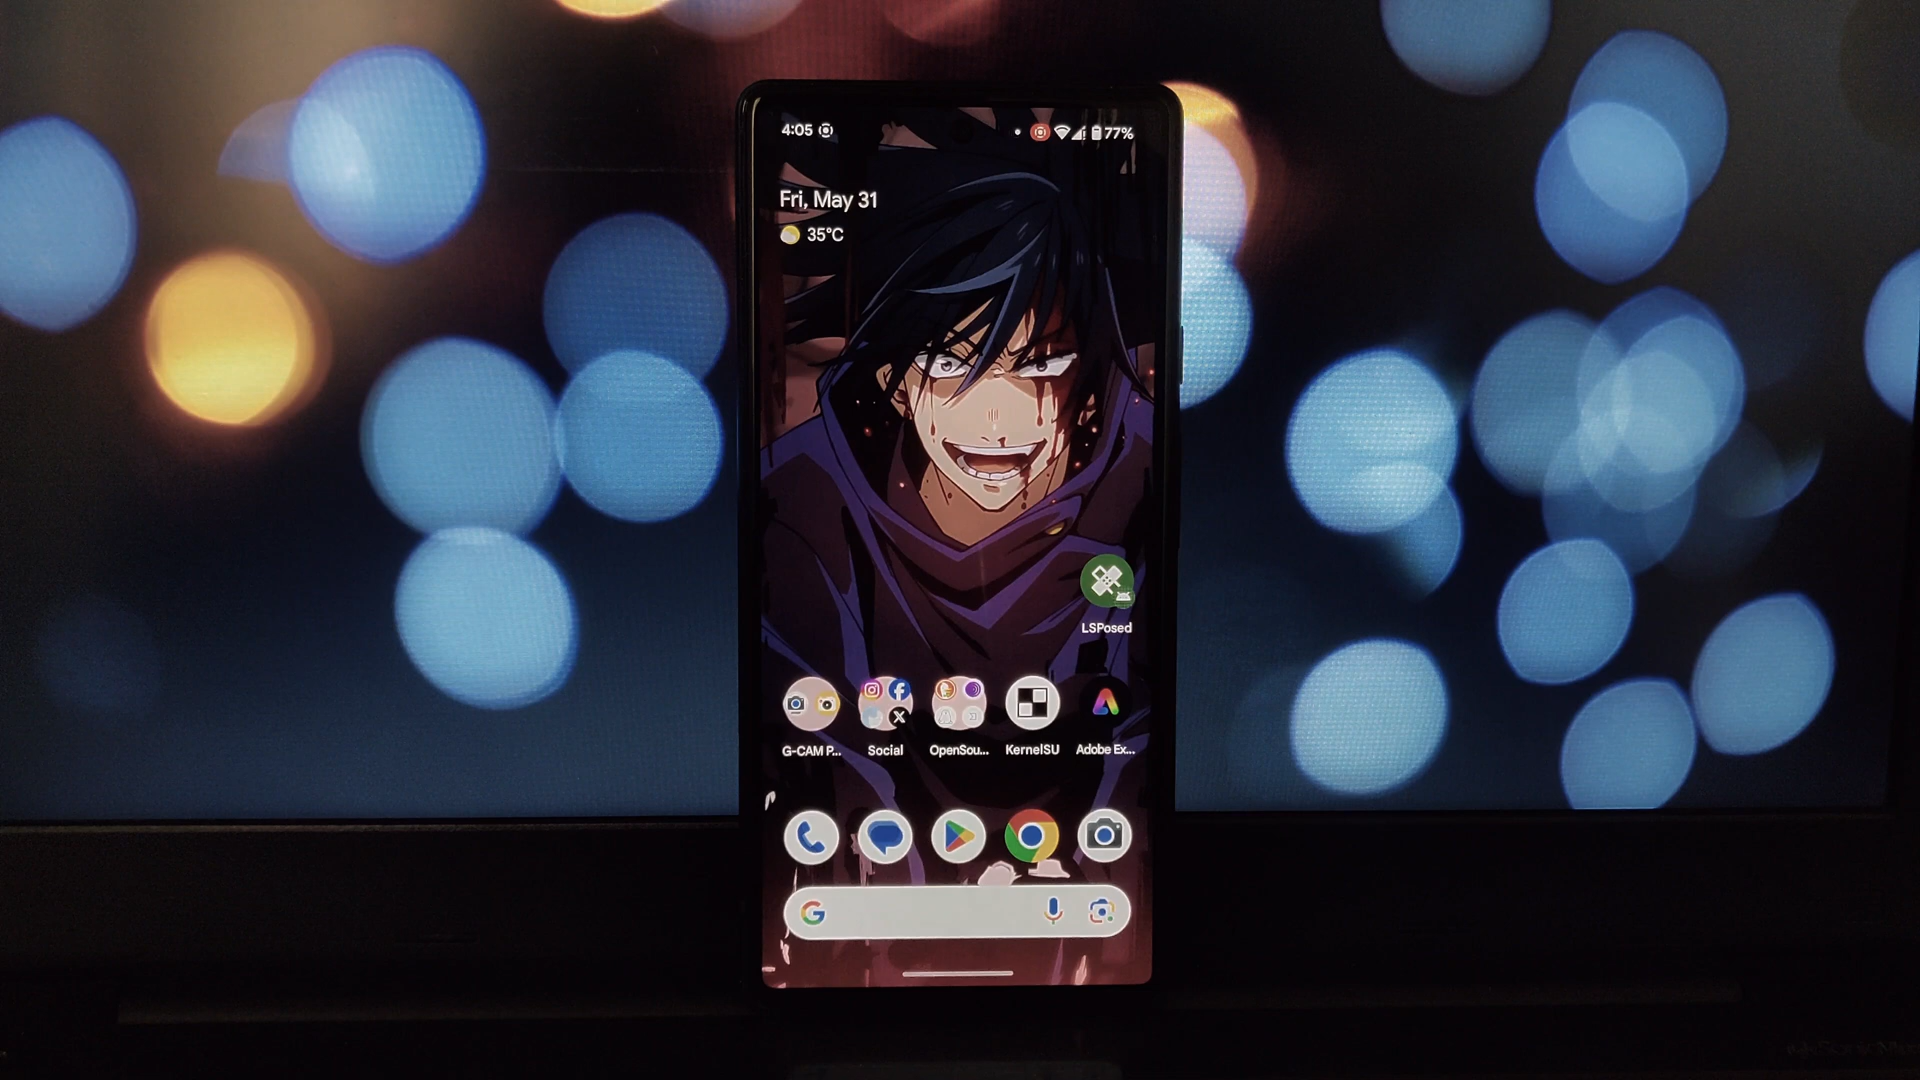 4:05
77%
Fri, May 31
35°C
LSPosed
G-CAM P...
Social
OpenSou...
KernelSU
Adobe Ex...